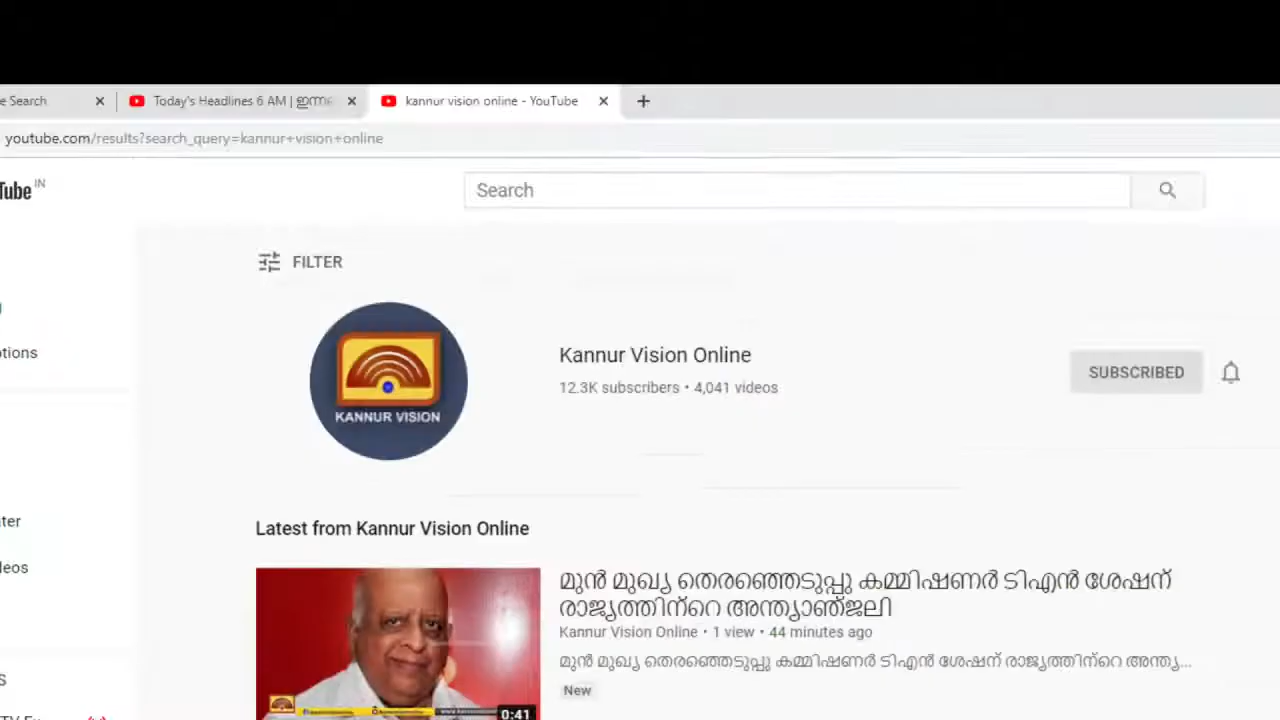 e Search
Today's Headlines 6 AM | ഇന്ന
kannur vision online - YouTube
youtube.com/results?search_query=kannur+vision+online
Tube IN
Search
FILTER
otions
KANNUR VISION
Kannur Vision Online
12.3K subscribers • 4,041 videos
SUBSCRIBED
ter
Latest from Kannur Vision Online
leos
മുൻ മുഖ്യ തെരഞ്ഞെടുപ്പു കമ്മിഷണർ ടിഎൻ ശേഷന്
രാജ്യത്തിന്റെ അന്ത്യാഞ്ജലി
Kannur Vision Online • 1 view • 44 minutes ago
മുൻ മുഖ്യ തെരഞ്ഞെടുപ്പു കമ്മിഷണർ ടിഎൻ ശേഷന് രാജ്യത്തിന്റെ അന്ത്യ...
New
S
0:41